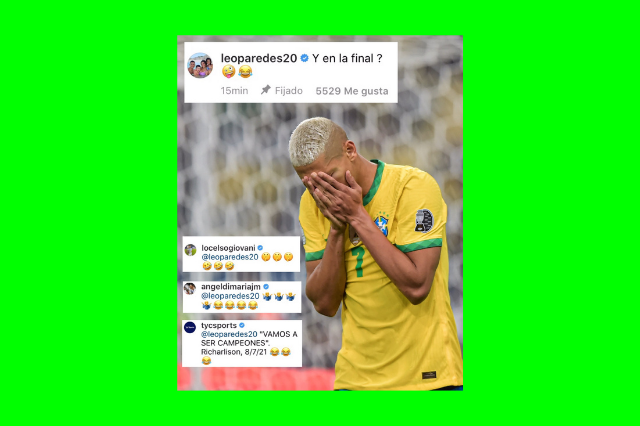 leoparedes20 Y en la final ?
🤪😂
15min Fijado 5529 Me gusta
locelsogiovani
@leoparedes20 🤭🤭🤭
🤣🤣🤣
angeldimariajm
@leoparedes20 🤷‍♂️🤷‍♂️🤷‍♂️
🤷‍♂️😂😂😂😂
tycsports
@leoparedes20 "VAMOS A
SER CAMPEONES".
Richarlison, 8/7/21 😂😂
😂
7